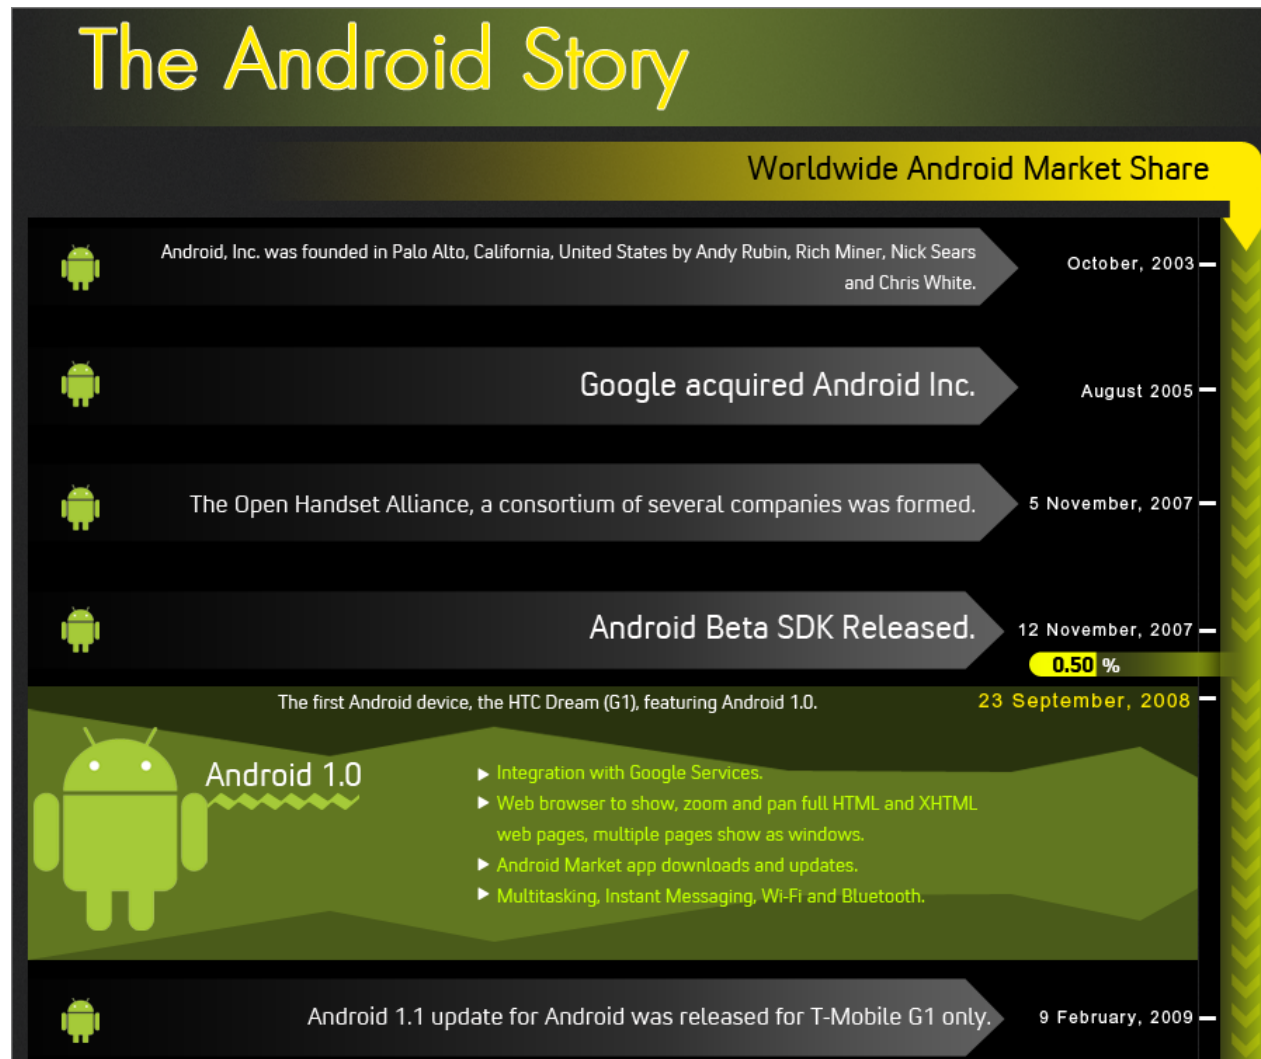 The Android Story
Worldwide Android Market Share
Android, Inc. was founded in Palo Alto, California, United States by Andy Rubin, Rich Miner, Nick Sears
and Chris White.
October, 2003
Google acquired Android Inc.
August 2005
The Open Handset Alliance, a consortium of several companies was formed.
5 November, 2007
Android Beta SDK Released.
12 November, 2007
0.50 %
The first Android device, the HTC Dream (G1), featuring Android 1.0.
23 September, 2008
Android 1.0
Integration with Google Services.
Web browser to show, zoom and pan full HTML and XHTML
web pages, multiple pages show as windows.
Android Market app downloads and updates.
Multitasking, Instant Messaging, Wi-Fi and Bluetooth.
Android 1.1 update for Android was released for T-Mobile G1 only.
9 February, 2009